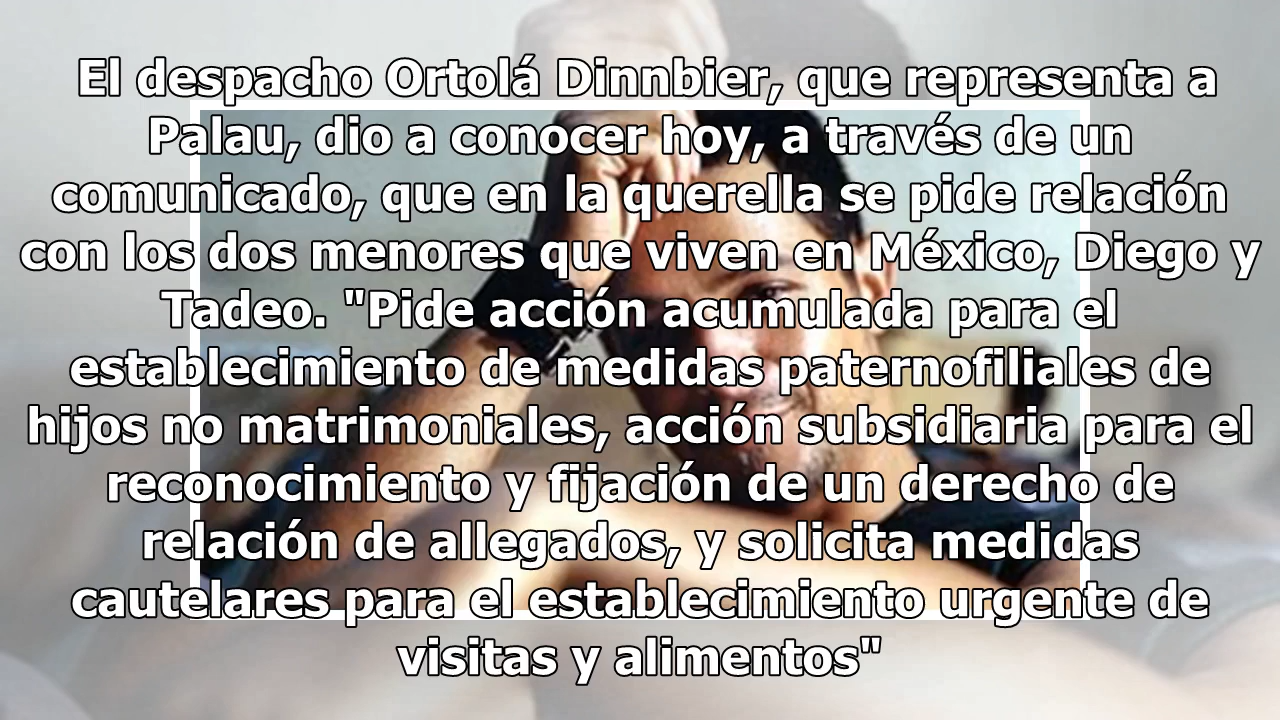 El despacho Ortolá Dinnbier, que representa a
Palau, dio a conocer hoy, a través de un
comunicado, que en la querella se pide relación
con los dos menores que viven en México, Diego y
Tadeo. "Pide acción acumulada para el
establecimiento de medidas paternofiliales de
hijos no matrimoniales, acción subsidiaria para el
reconocimiento y fijación de un derecho de
relación de allegados, y solicita medidas
cautelares para el establecimiento urgente de
visitas y alimentos"